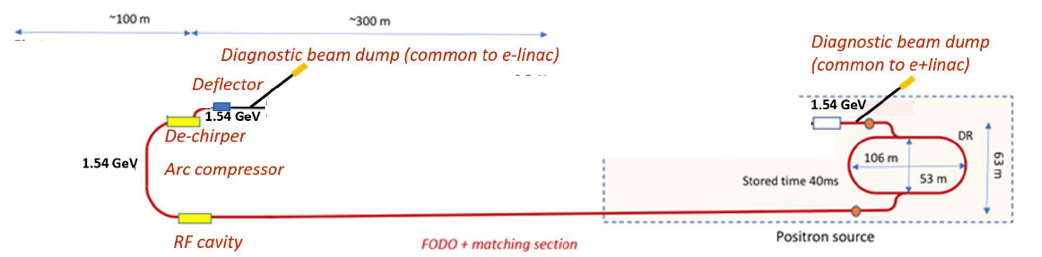 ~100 m
~300 m
Diagnostic beam dump (common to e-linac)
Deflector
1.54 GeV
De-chirper
1.54 GeV
Arc compressor
RF cavity
FODO + matching section
Diagnostic beam dump
(common to e+linac)
1.54 GeV
DR
106 m
53 m
63 m
Stored time 40ms
Positron source